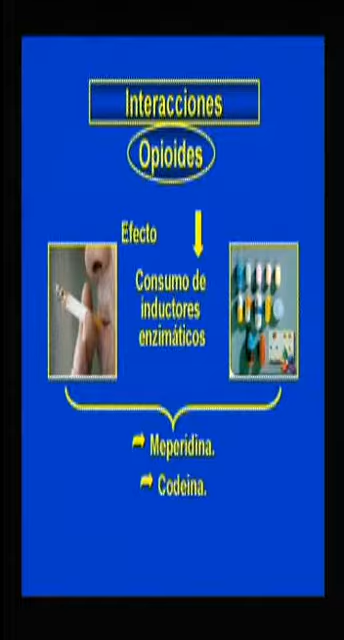 Interacciones
Opioides
Efecto
Consumo de
inductores
enzimáticos
Meperidina.
Codeina.